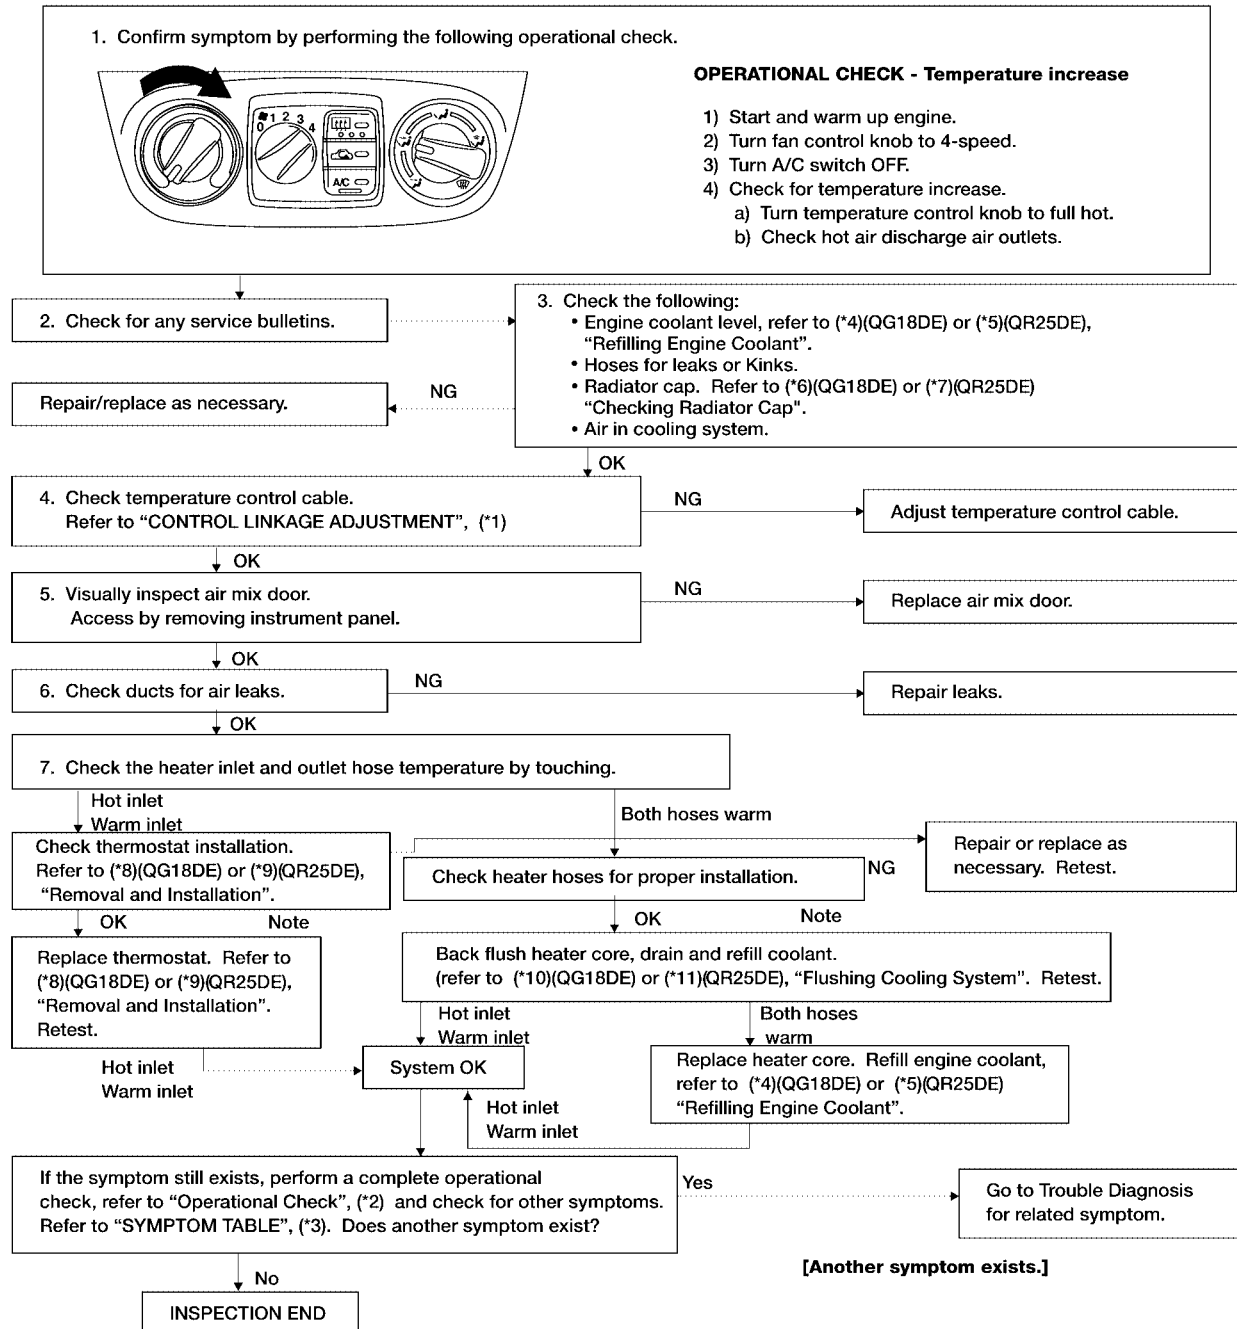 1. Confirm symptom by performing the following operational check.
0 1 2 3 4
A/C
OPERATIONAL CHECK - Temperature increase
1) Start and warm up engine.
2) Turn fan control knob to 4-speed.
3) Turn A/C switch OFF.
4) Check for temperature increase.
a) Turn temperature control knob to full hot.
b) Check hot air discharge air outlets.
2. Check for any service bulletins.
3. Check the following:
• Engine coolant level, refer to (*4)(QG18DE) or (*5)(QR25DE),
“Refilling Engine Coolant”.
• Hoses for leaks or Kinks.
• Radiator cap. Refer to (*6)(QG18DE) or (*7)(QR25DE)
“Checking Radiator Cap".
• Air in cooling system.
NG
Repair/replace as necessary.
OK
4. Check temperature control cable.
Refer to “CONTROL LINKAGE ADJUSTMENT”, (*1)
NG
Adjust temperature control cable.
OK
5. Visually inspect air mix door.
Access by removing instrument panel.
NG
Replace air mix door.
OK
6. Check ducts for air leaks.
NG
Repair leaks.
OK
7. Check the heater inlet and outlet hose temperature by touching.
Hot inlet
Warm inlet
Both hoses warm
Check thermostat installation.
Refer to (*8)(QG18DE) or (*9)(QR25DE),
“Removal and Installation”.
Check heater hoses for proper installation.
NG
Repair or replace as
necessary. Retest.
OK
Note
OK
Note
Replace thermostat. Refer to
(*8)(QG18DE) or (*9)(QR25DE),
“Removal and Installation”.
Retest.
Back flush heater core, drain and refill coolant.
(refer to (*10)(QG18DE) or (*11)(QR25DE), “Flushing Cooling System”. Retest.
Hot inlet
Warm inlet
Both hoses
warm
Hot inlet
Warm inlet
System OK
Replace heater core. Refill engine coolant,
refer to (*4)(QG18DE) or (*5)(QR25DE)
“Refilling Engine Coolant”.
Hot inlet
Warm inlet
If the symptom still exists, perform a complete operational
check, refer to “Operational Check”, (*2) and check for other symptoms.
Refer to “SYMPTOM TABLE”, (*3). Does another symptom exist?
Yes
Go to Trouble Diagnosis
for related symptom.
[Another symptom exists.]
No
INSPECTION END